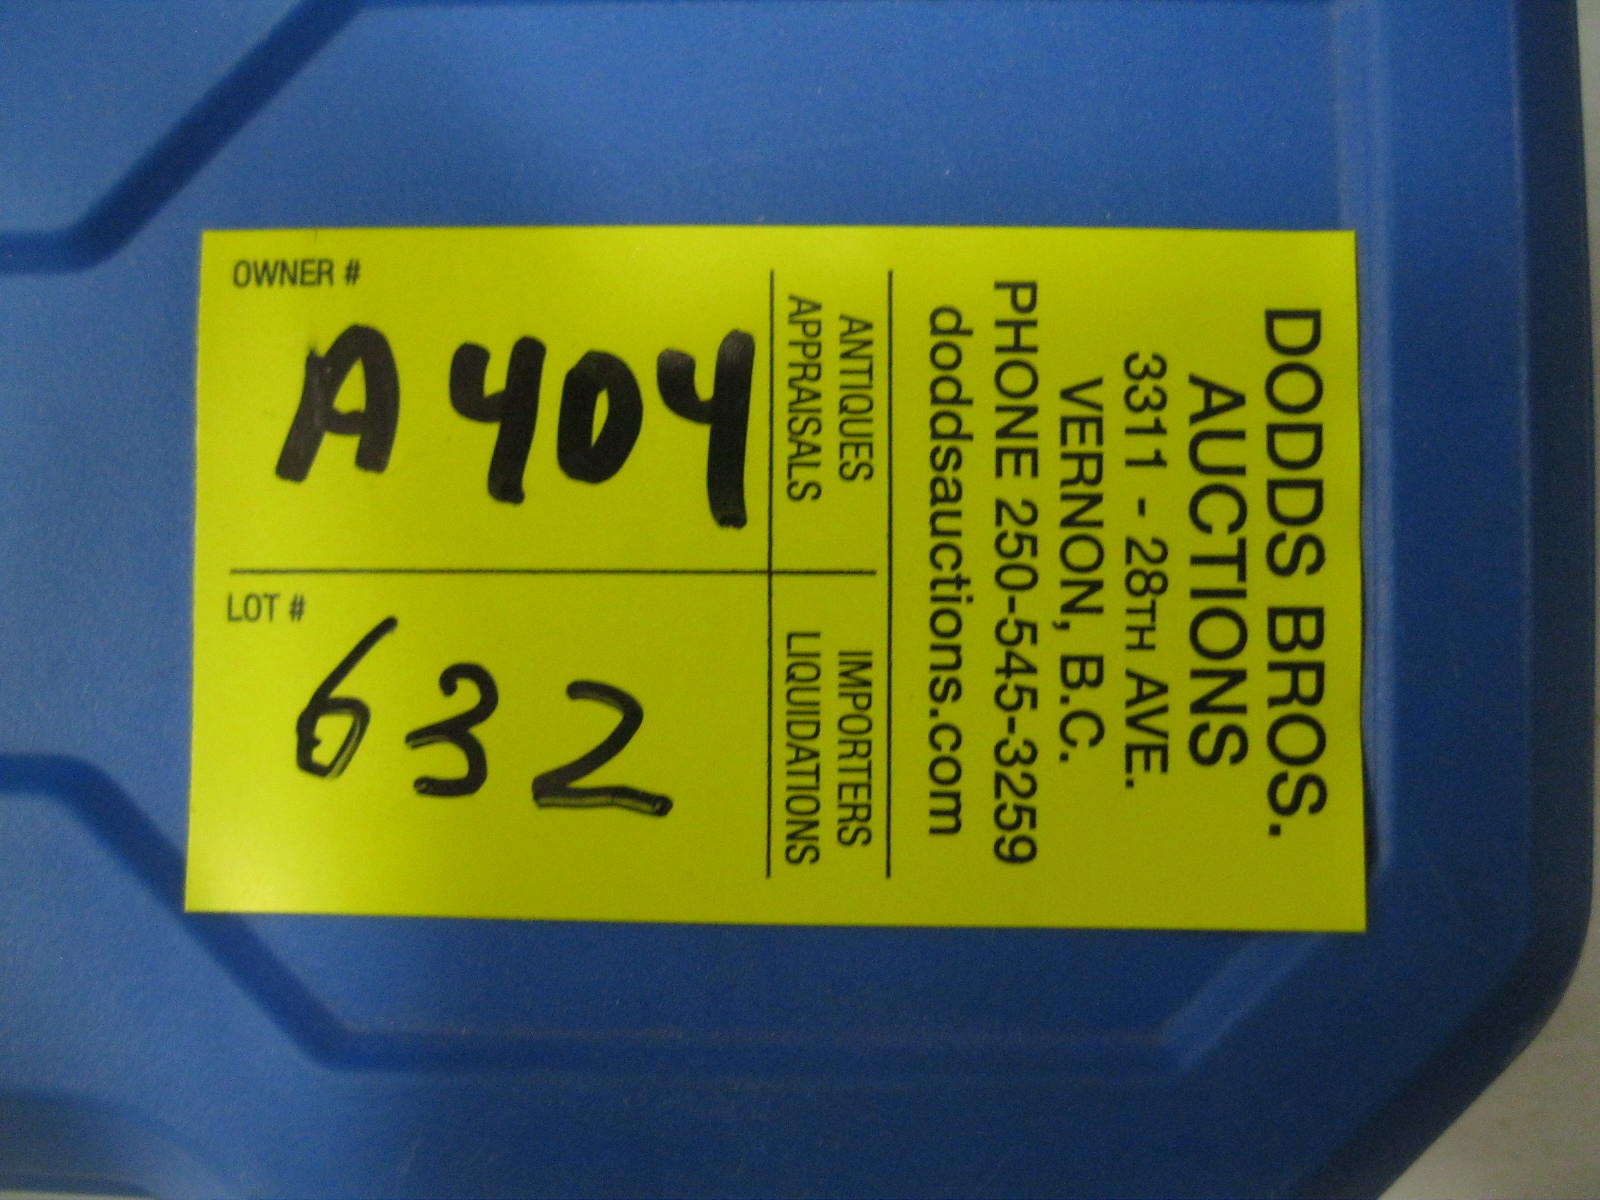 DODDS BROS.
AUCTIONS
3311 - 28TH AVE.
VERNON, B.C.
PHONE 250-545-3259
doddsauctions.com
ANTIQUES
APPRAISALS
IMPORTERS
LIQUIDATIONS
OWNER #
A404
LOT #
632